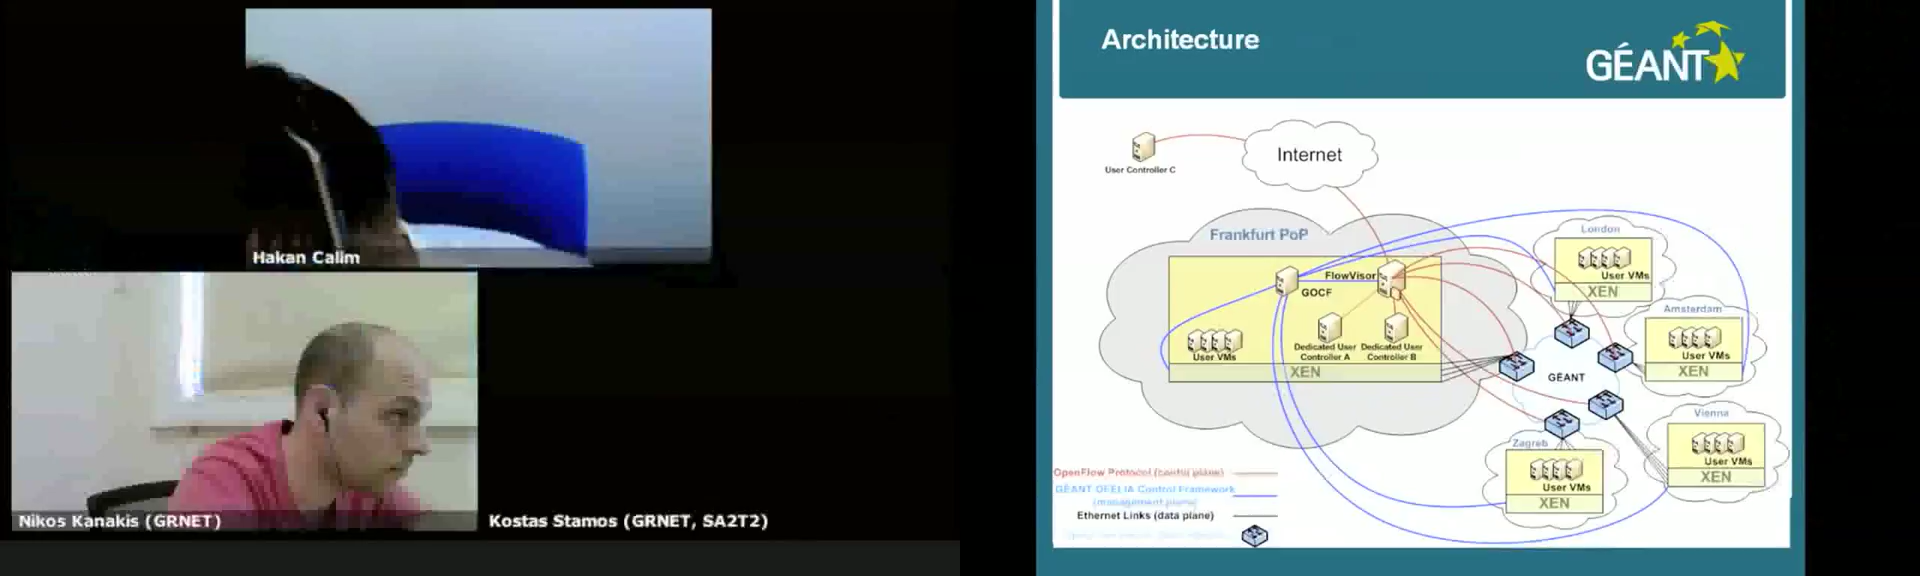 Hakan Calim
Nikos Kanakis (GRNET)
Kostas Stamos (GRNET, SA2T2)
Architecture
GÉANT
User Controller C
Internet
Frankfurt PoP
FlowVisor
GOCF
User VMs
Dedicated User
Controller A
Dedicated User
Controller B
XEN
London
User VMs
XEN
Amsterdam
User VMs
XEN
GÉANT
Vienna
User VMs
XEN
Zagreb
User VMs
XEN
OpenFlow Protocol (control plane)
GÉANT OFELIA Control Framework
(management plane)
Ethernet Links (data plane)